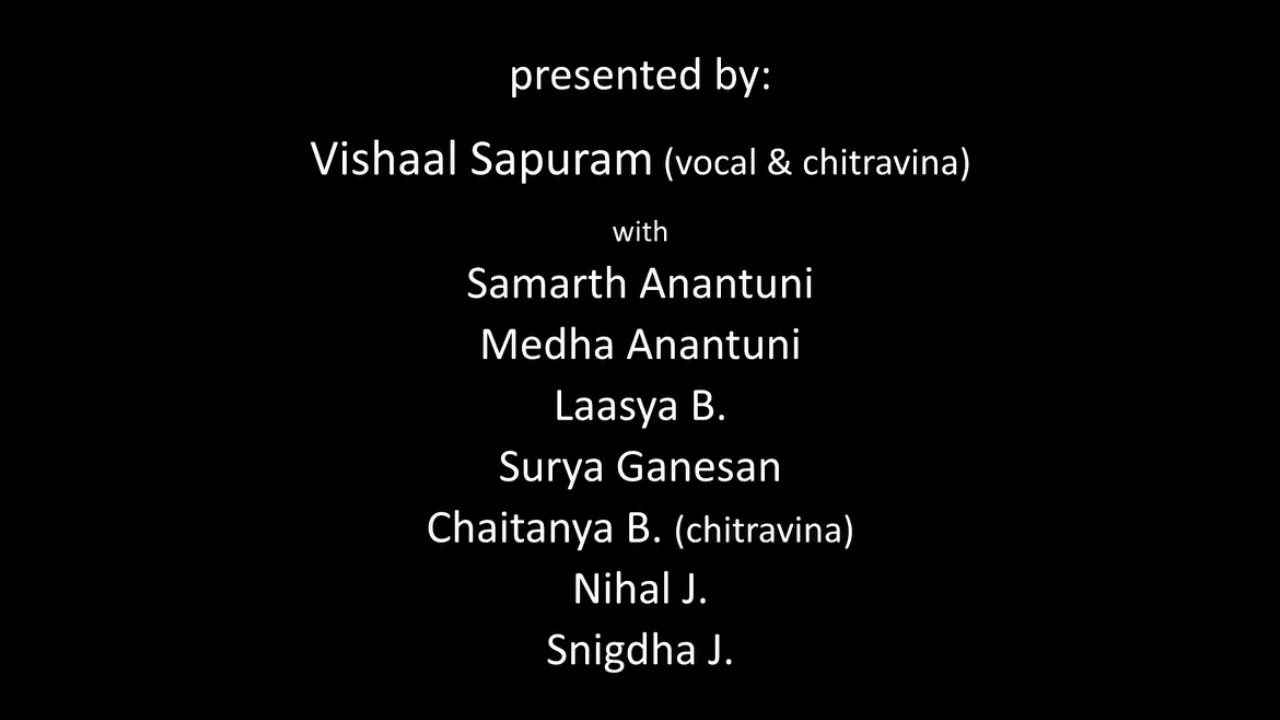 presented by:
Vishaal Sapuram (vocal & chitravina)
with
Samarth Anantuni
Medha Anantuni
Laasya B.
Surya Ganesan
Chaitanya B. (chitravina)
Nihal J.
Snigdha J.